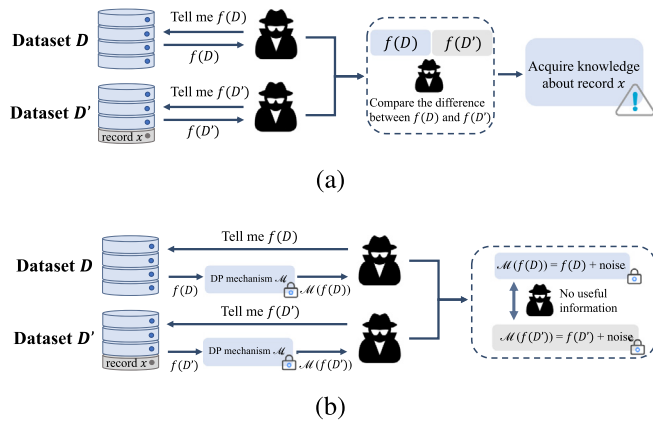 Dataset D
Tell me f(D)
f(D)
Dataset D'
record x
Tell me f(D')
f(D')
f(D) f(D')
Compare the difference
between f(D) and f(D')
Acquire knowledge
about record x
!
(a)
Dataset D
Tell me f(D)
f(D)
DP mechanism ℳ
ℳ(f(D))
Dataset D'
record x
Tell me f(D')
f(D')
DP mechanism ℳ
ℳ(f(D'))
ℳ(f(D)) = f(D) + noise
No useful
information
ℳ(f(D')) = f(D') + noise
(b)